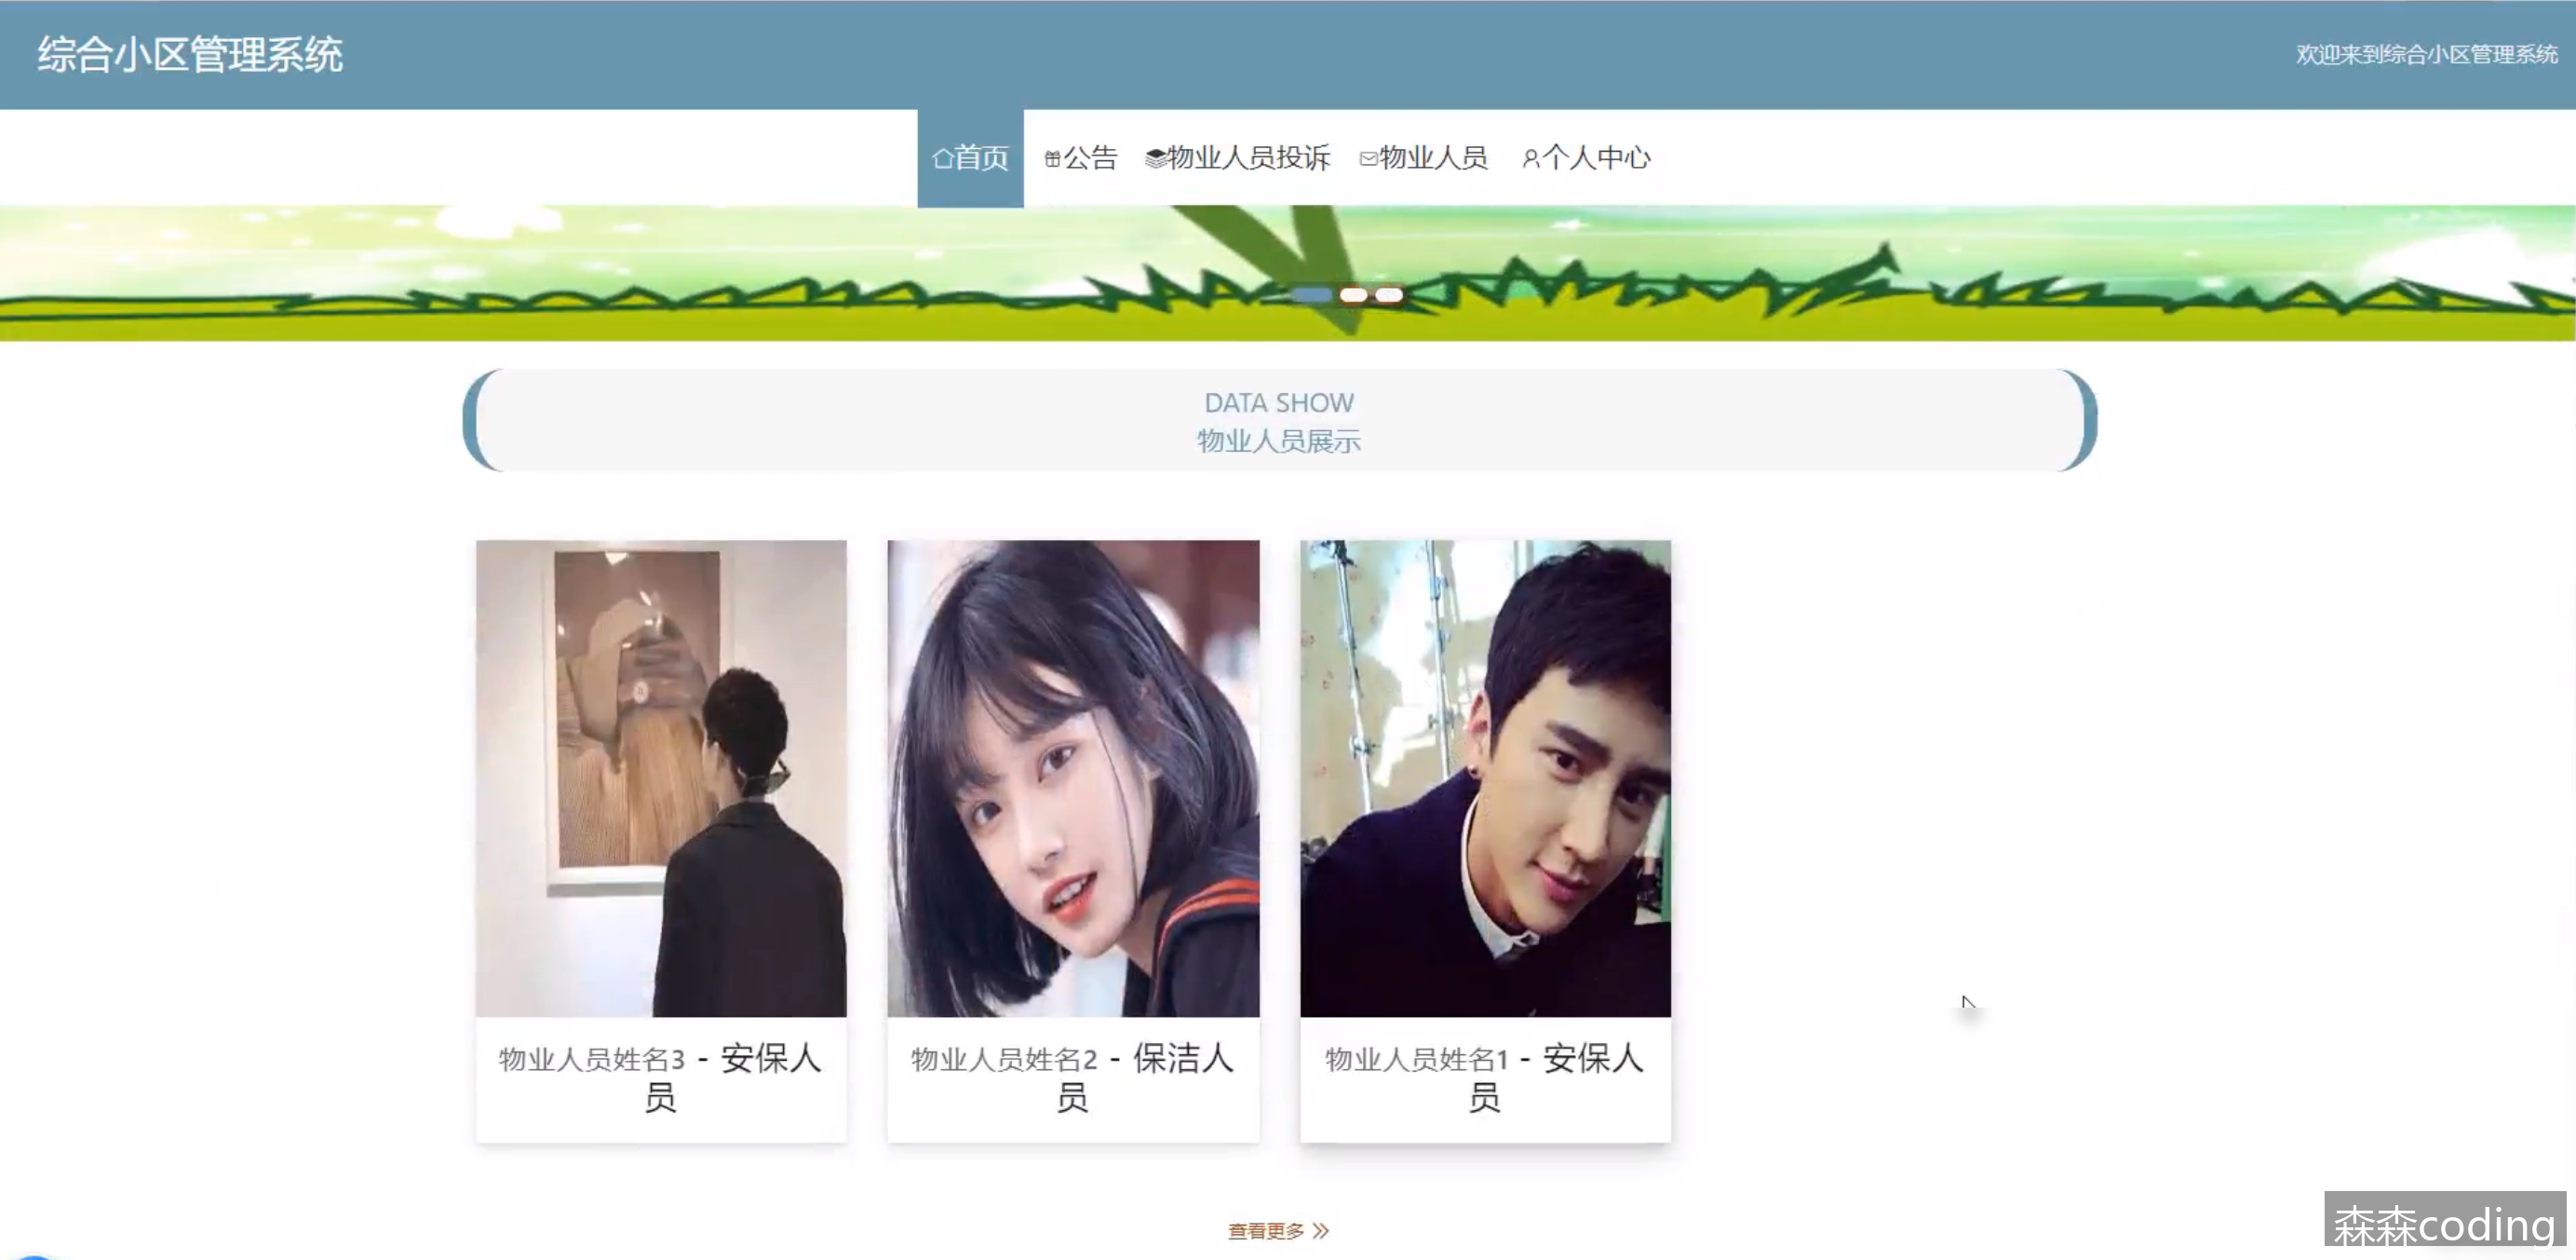 综合小区管理系统
欢迎来到综合小区管理系统
首页 公告 物业人员投诉 物业人员 个人中心
DATA SHOW
物业人员展示
物业人员姓名3 - 安保人
员
物业人员姓名2 - 保洁人
员
物业人员姓名1 - 安保人
员
查看更多
森森coding